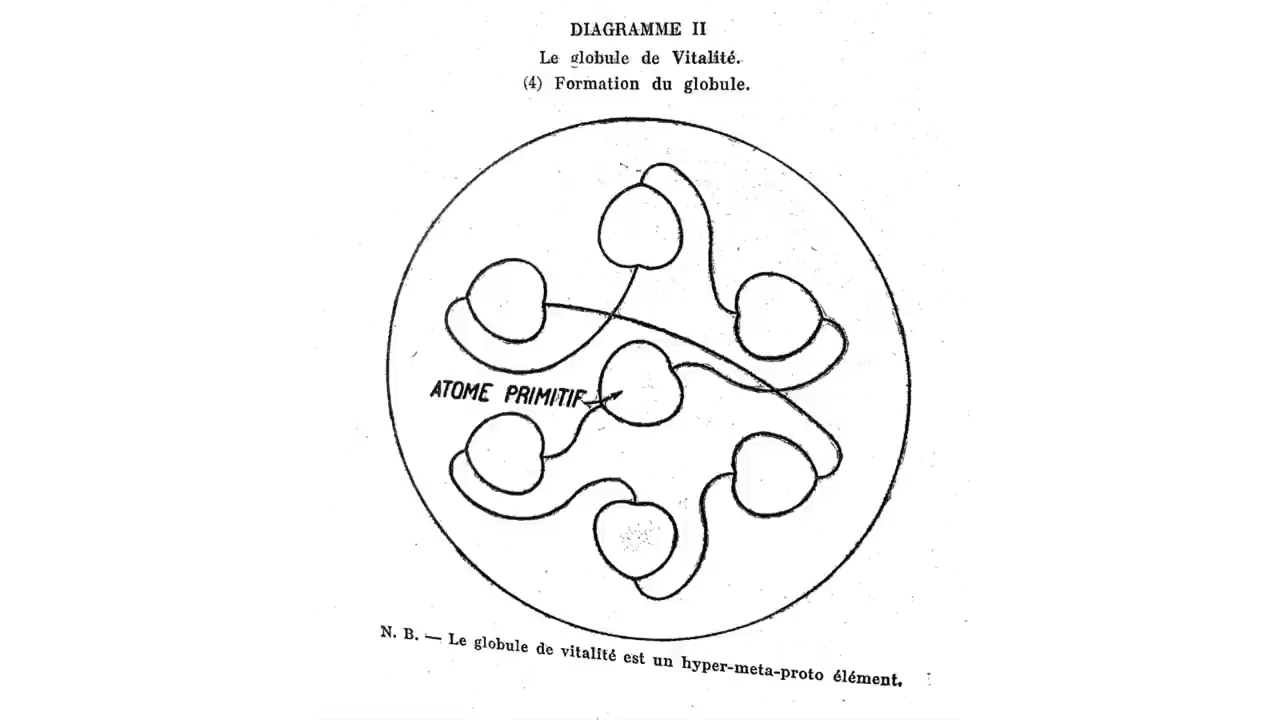 DIAGRAMME II
Le globule de Vitalité.
(4) Formation du globule.
ATOME PRIMITIF
N. B. — Le globule de vitalité est un hyper-meta-proto élément.